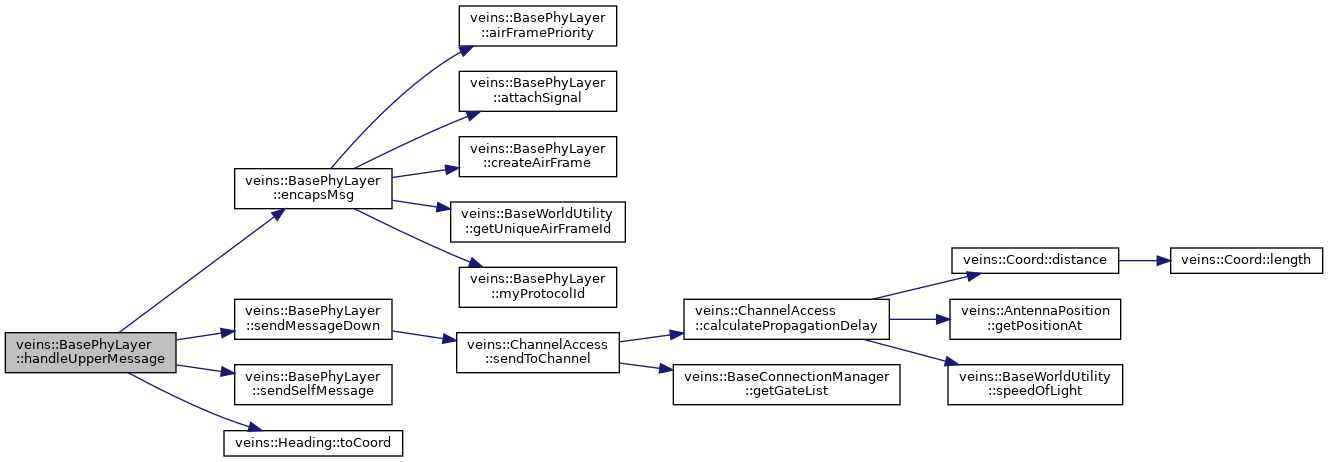 veins::BasePhyLayer
::handleUpperMessage
veins::BasePhyLayer
::encapsMsg
veins::BasePhyLayer
::airFramePriority
veins::BasePhyLayer
::attachSignal
veins::BasePhyLayer
::createAirFrame
veins::BaseWorldUtility
::getUniqueAirFrameId
veins::BasePhyLayer
::myProtocolId
veins::BasePhyLayer
::sendMessageDown
veins::ChannelAccess
::sendToChannel
veins::ChannelAccess
::calculatePropagationDelay
veins::Coord::distance
veins::Coord::length
veins::AntennaPosition
::getPositionAt
veins::BaseWorldUtility
::speedOfLight
veins::BaseConnectionManager
::getGateList
veins::BasePhyLayer
::sendSelfMessage
veins::Heading::toCoord